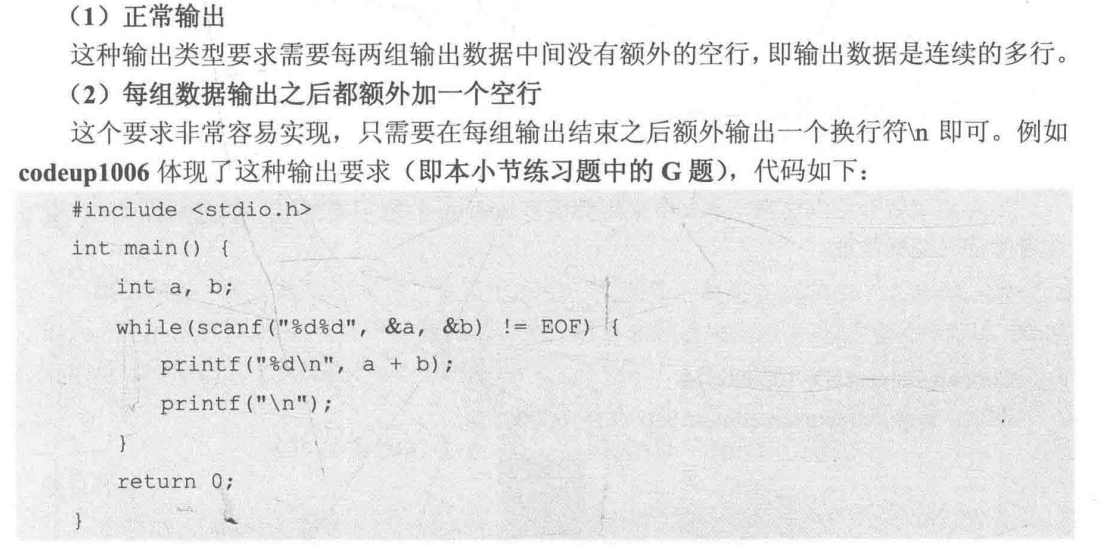 （1）正常输出
这种输出类型要求需要每两组输出数据中间没有额外的空行，即输出数据是连续的多行。
（2）每组数据输出之后都额外加一个空行
这个要求非常容易实现，只需要在每组输出结束之后额外输出一个换行符\n 即可。例如
codeup1006 体现了这种输出要求（即本小节练习题中的 G 题），代码如下：
#include <stdio.h>
int main() {
int a, b;
while(scanf("%d%d", &a, &b) != EOF) {
printf("%d\n", a + b);
printf("\n");
}
return 0;
}